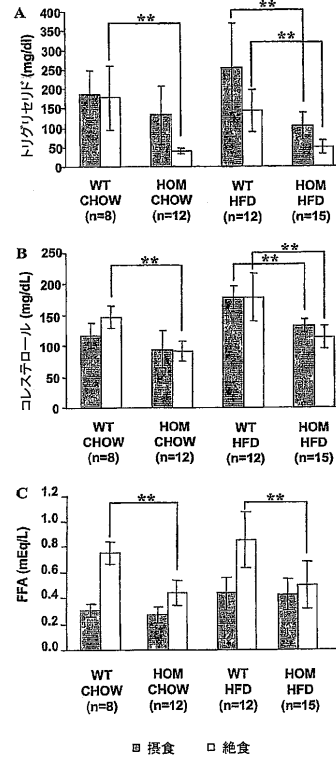 A
**
**
**
トリグリセリド (mg/dl)
400
350
300
250
200
150
100
50
0
WT CHOW (n=8)
HOM CHOW (n=12)
WT HFD (n=12)
HOM HFD (n=15)
B
**
**
**
コレステロール (mg/dL)
250
200
150
100
50
0
WT CHOW (n=8)
HOM CHOW (n=12)
WT HFD (n=12)
HOM HFD (n=15)
C
**
**
FFA (mEq/L)
1.2
1.0
0.8
0.6
0.4
0.2
0.0
WT CHOW (n=8)
HOM CHOW (n=12)
WT HFD (n=12)
HOM HFD (n=15)
摂食 絶食